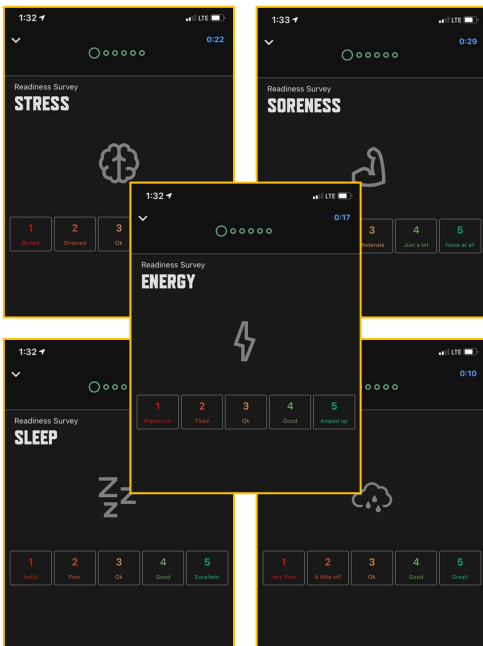 1:32
LTE
0:22
Readiness Survey
STRESS
1 2 3
Buried Strained Ok
1:33
LTE
0:29
Readiness Survey
SORENESS
3 4 5
Moderate Just a bit None at all
1:32
LTE
0:17
Readiness Survey
ENERGY
1 2 3 4 5
Wiped out Tired Ok Good Amped up
1:32
Readiness Survey
SLEEP
ZZZ
1 2 3 4 5
Awful Poor Ok Good Excellent
LTE
0:10
1 2 3 4 5
Very Poor A little off Ok Good Great!